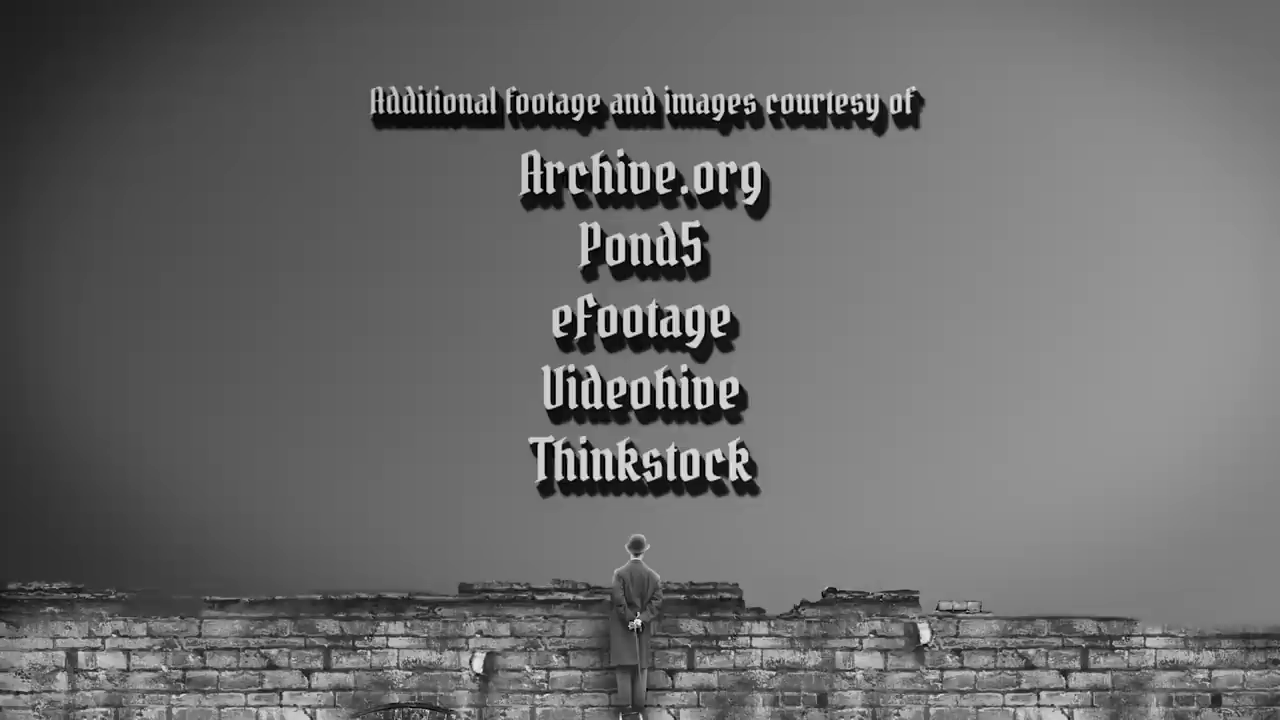 Additional footage and images courtesy of
Archive.org
Pond5
eFootage
Videohive
Thinkstock